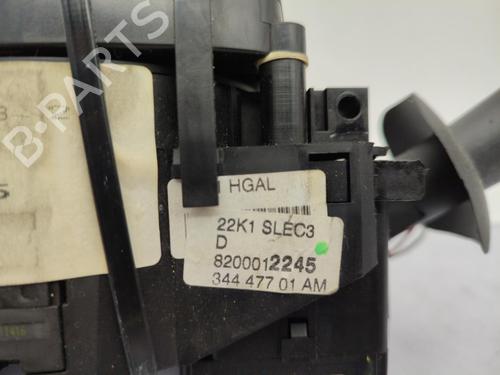 B-PARTS
HGAL
22K1 SLEC3
D
8200012245
344 477 01 AM